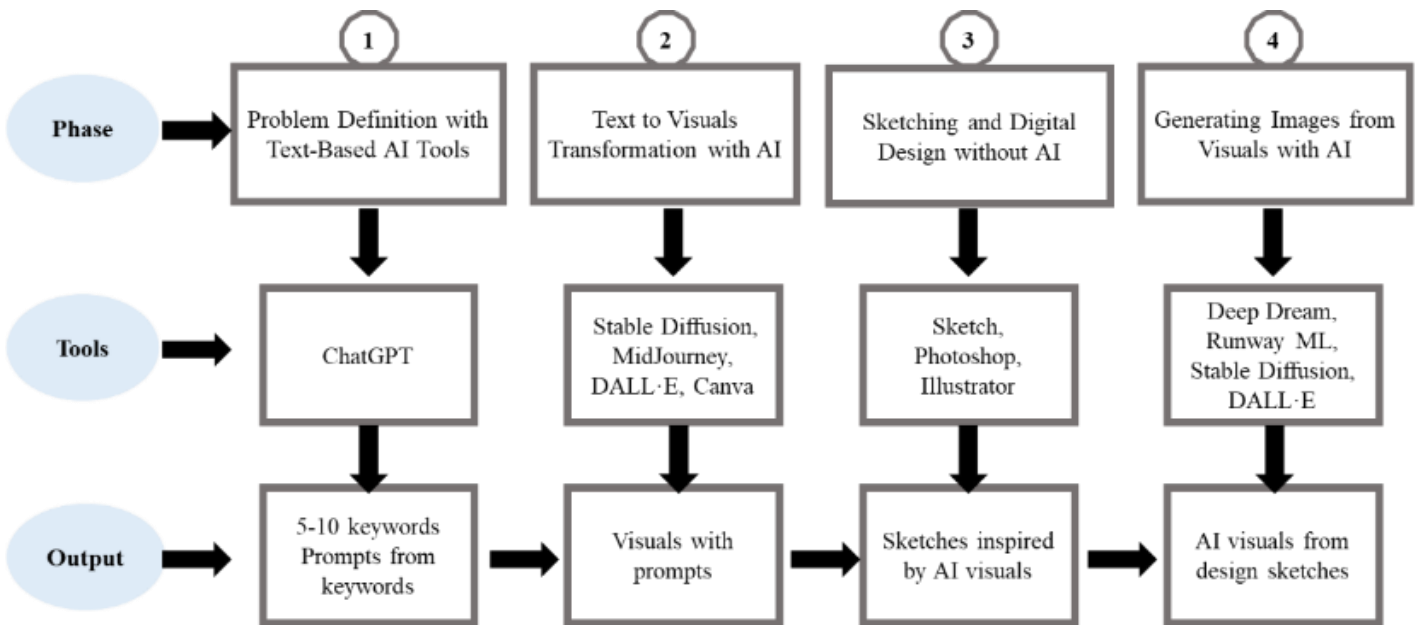 1
2
3
4
Phase
Problem Definition with
Text-Based AI Tools
Text to Visuals
Transformation with AI
Sketching and Digital
Design without AI
Generating Images from
Visuals with AI
Tools
ChatGPT
Stable Diffusion,
MidJourney,
DALL·E, Canva
Sketch,
Photoshop,
Illustrator
Deep Dream,
Runway ML,
Stable Diffusion,
DALL·E
Output
5-10 keywords
Prompts from
keywords
Visuals with
prompts
Sketches inspired
by AI visuals
AI visuals from
design sketches